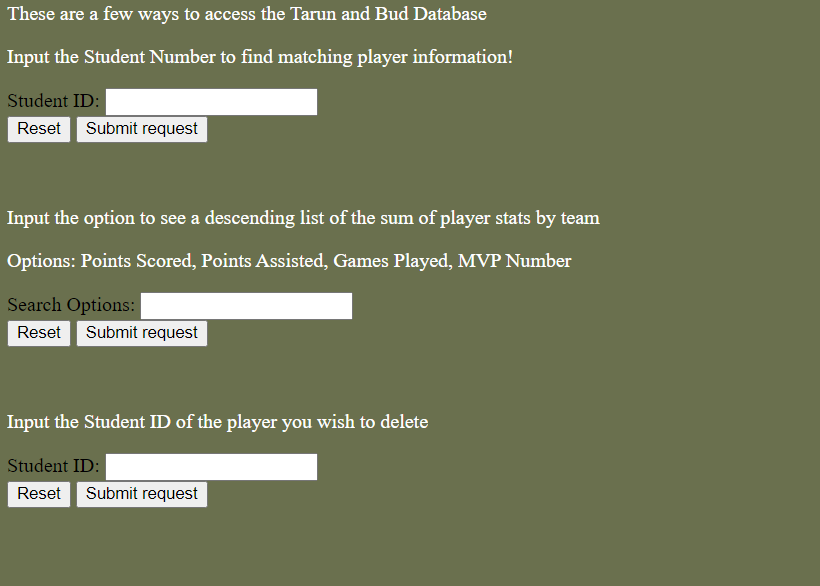 These are a few ways to access the Tarun and Bud Database
Input the Student Number to find matching player information!
Student ID:
Reset Submit request
Input the option to see a descending list of the sum of player stats by team
Options: Points Scored, Points Assisted, Games Played, MVP Number
Search Options:
Reset Submit request
Input the Student ID of the player you wish to delete
Student ID:
Reset Submit request